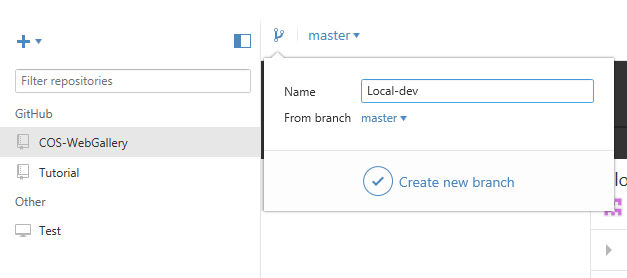 master
Filter repositories
GitHub
COS-WebGallery
Tutorial
Other
Test
Name
Local-dev
From branch
master
Create new branch
lo